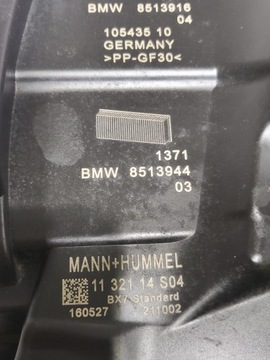 BMW 8513916
04
105435 10
GERMANY
>PP-GF30<
1371
BMW 8513944
03
MANN+HUMMEL
11 321 14 S04
BX7 Standard
160527 211002